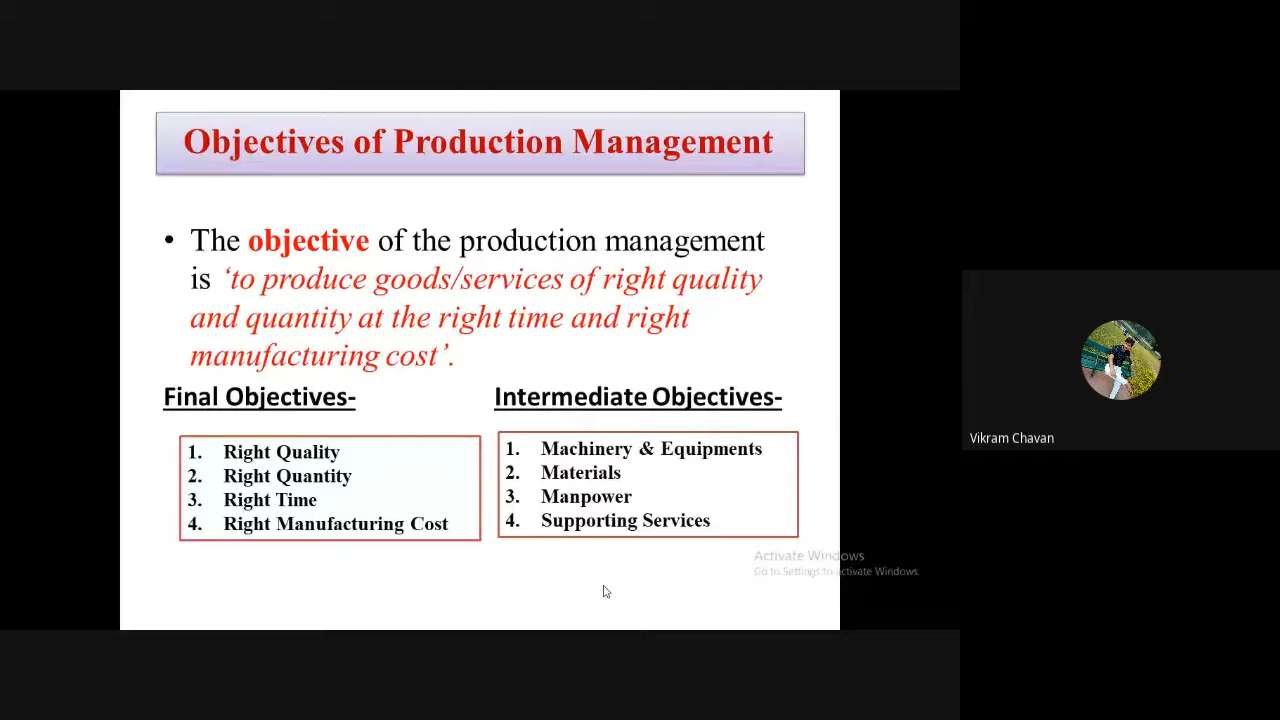 Objectives of Production Management
• The objective of the production management
is ‘to produce goods/services of right quality
and quantity at the right time and right
manufacturing cost’.
Final Objectives-
1. Right Quality
2. Right Quantity
3. Right Time
4. Right Manufacturing Cost
Intermediate Objectives-
1. Machinery & Equipments
2. Materials
3. Manpower
4. Supporting Services
Activate Windows
Go to Settings to activate Windows.
Vikram Chavan